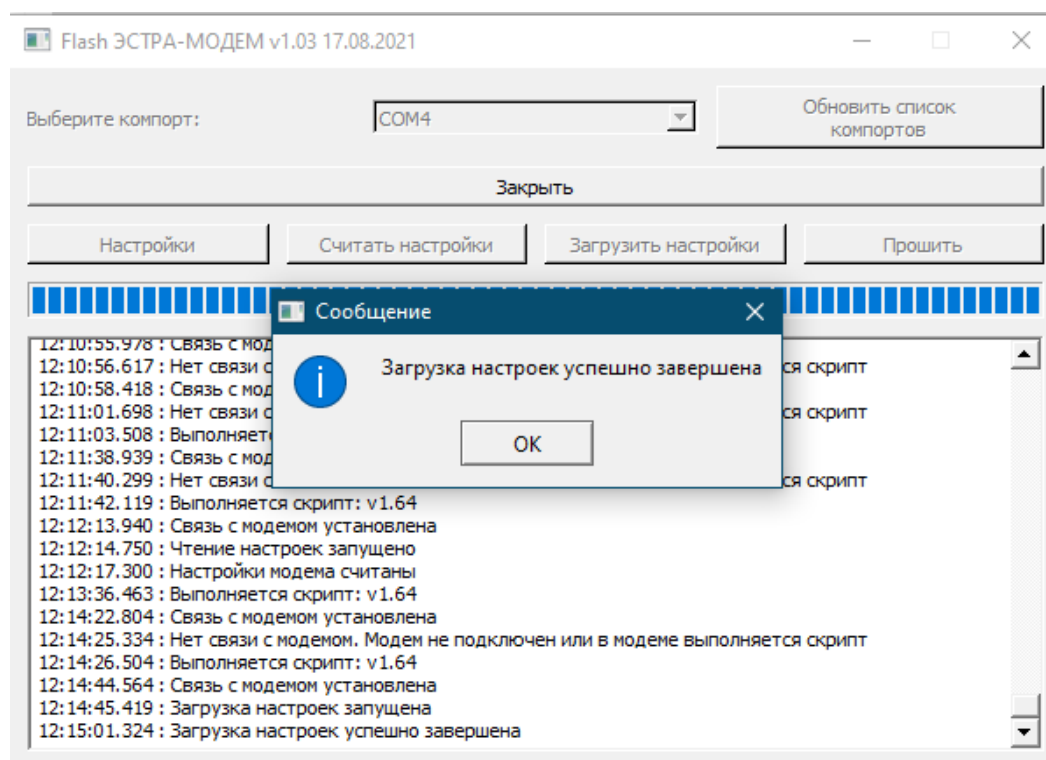 Flash ЭСТРА-МОДЕМ v1.03 17.08.2021
Выберите компорт:
COM4
Обновить список
компортов
Закрыть
Настройки
Считать настройки
Загрузить настройки
Прошить
Сообщение
Загрузка настроек успешно завершена
OK
12:10:55.978 : Связь с мод
12:10:56.617 : Нет связи с ся скрипт
12:10:58.418 : Связь с мод
12:11:01.698 : Нет связи с ся скрипт
12:11:03.508 : Выполняетс
12:11:38.939 : Связь с мод
12:11:40.299 : Нет связи с ся скрипт
12:11:42.119 : Выполняется скрипт: v1.64
12:12:13.940 : Связь с модемом установлена
12:12:14.750 : Чтение настроек запущено
12:12:17.300 : Настройки модема считаны
12:13:36.463 : Выполняется скрипт: v1.64
12:14:22.804 : Связь с модемом установлена
12:14:25.334 : Нет связи с модемом. Модем не подключен или в модеме выполняется скрипт
12:14:26.504 : Выполняется скрипт: v1.64
12:14:44.564 : Связь с модемом установлена
12:14:45.419 : Загрузка настроек запущена
12:15:01.324 : Загрузка настроек успешно завершена